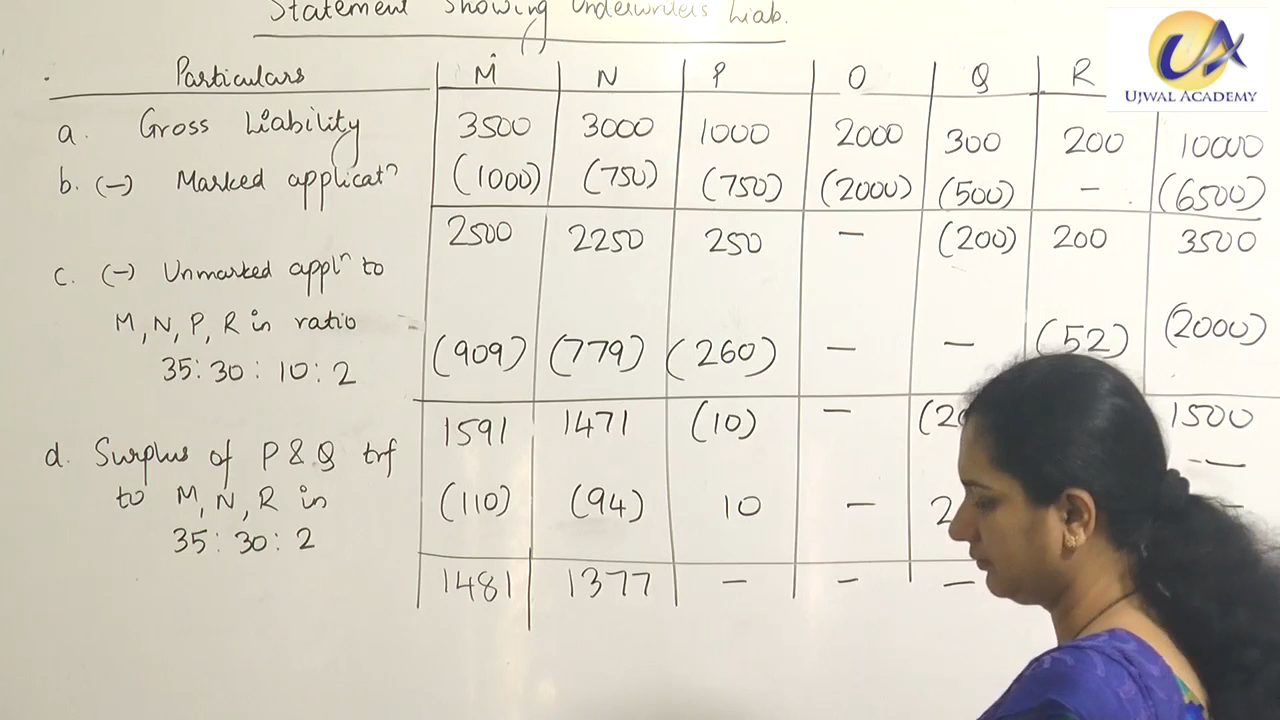 Statement Showing Underwriters Liab.
Particulars M N P O Q R
UJWAL ACADEMY
a. Gross Liability 3500 3000 1000 2000 300 200 10000
b. (-) Marked applicatn (1000) (750) (750) (2000) (500) - (6500)
2500 2250 250 - (200) 200 3500
c. (-) Unmarked appln to
M, N, P, R in ratio
35:30:10:2 (909) (779) (260) - - (52) (2000)
1591 1471 (10) - 1500
d. Surplus of P & Q trf
to M, N, R in (110) (94) 10 -
35:30:2
1481 1377 - - -